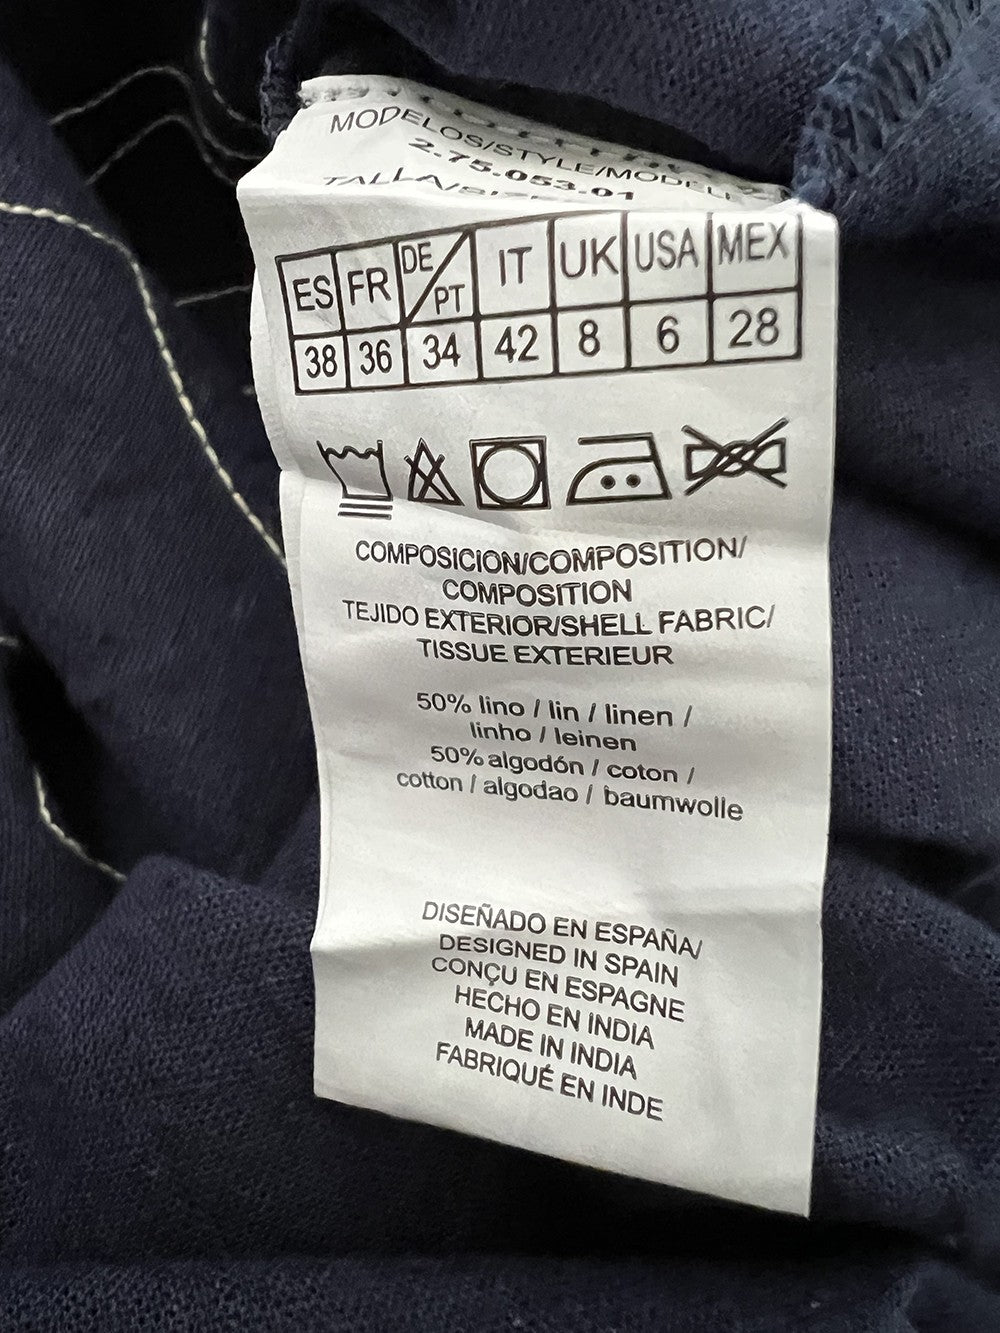 MODELOS/STYLE/MODELE
2.75.053.01
TALLA/SIZE
ES FR DE/PT IT UK USA MEX
38 36 34 42 8 6 28
COMPOSICION/COMPOSITION/
COMPOSITION
TEJIDO EXTERIOR/SHELL FABRIC/
TISSUE EXTERIEUR
50% lino / lin / linen /
linho / leinen
50% algodón / coton /
cotton / algodao / baumwolle
DISEÑADO EN ESPAÑA/
DESIGNED IN SPAIN
CONÇU EN ESPAGNE
HECHO EN INDIA
MADE IN INDIA
FABRIQUÉ EN INDE